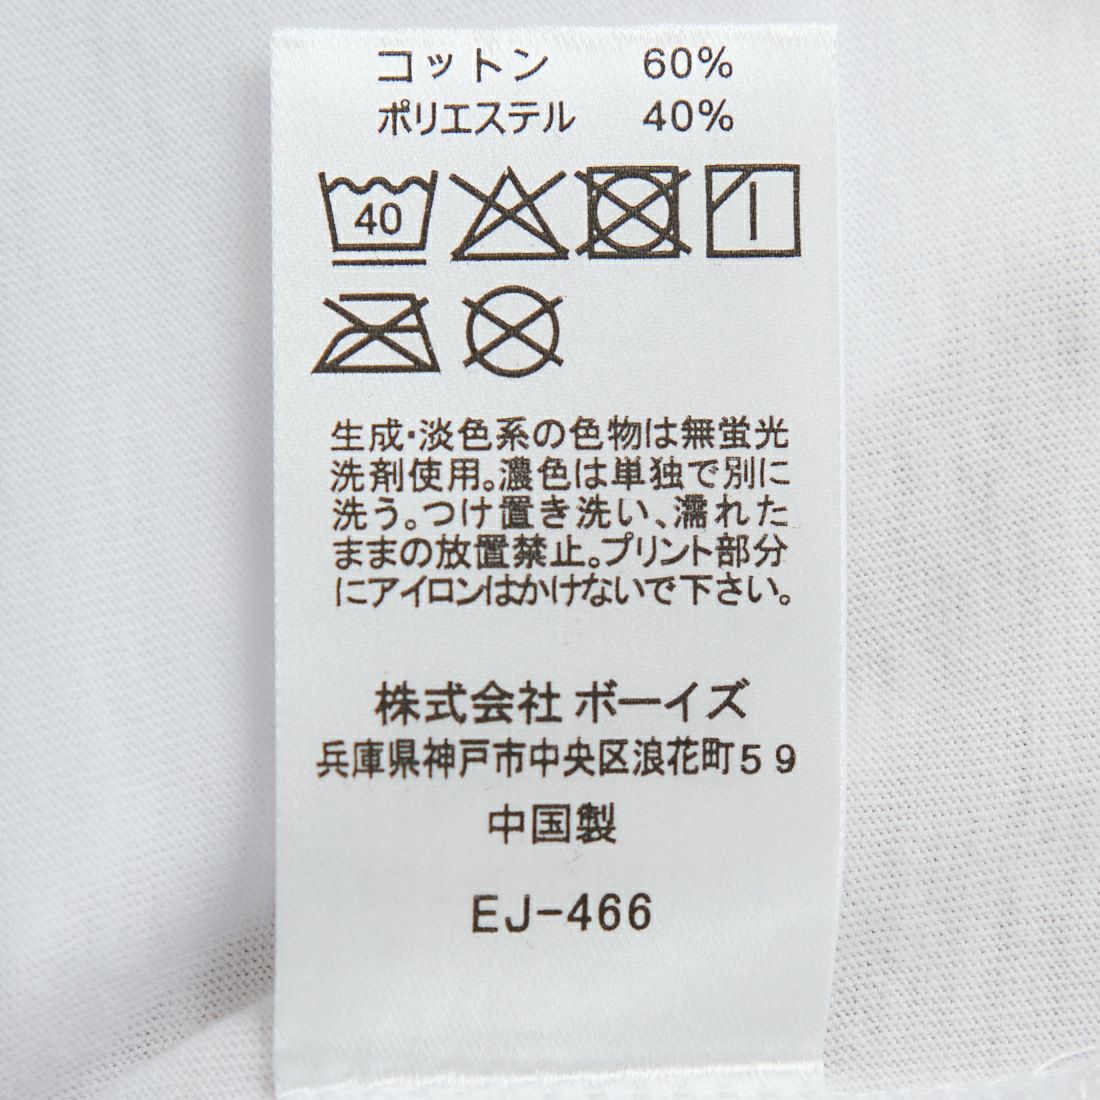 コットン 60%
ポリエステル 40%
40
生成・淡色系の色物は無蛍光
洗剤使用。濃色は単独で別に
洗う。つけ置き洗い、濡れた
ままの放置禁止。プリント部分
にアイロンはかけないで下さい。
株式会社 ボーイズ
兵庫県神戸市中央区浪花町59
中国製
EJ-466